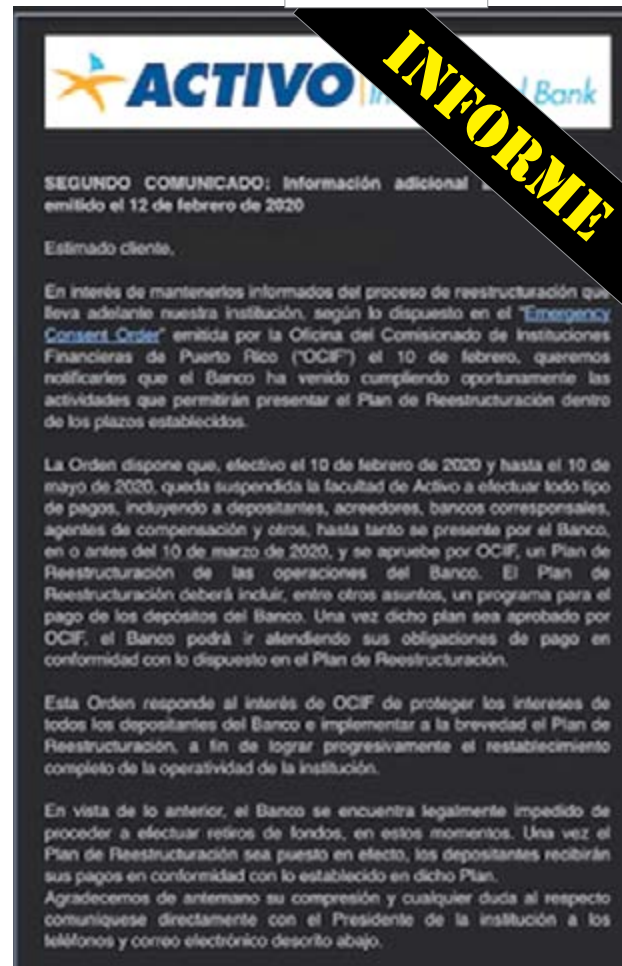 ACTIVO Bank
INFORME
SEGUNDO COMUNICADO: Información adicional
emitido el 12 de febrero de 2020
Estimado cliente,
En interés de mantenerlos informados del proceso de reestructuración que
lleva adelante nuestra institución, según lo dispuesto en el "Emergency
Consent Order" emitida por la Oficina del Comisionado de Instituciones
Financieras de Puerto Rico ("OCIF") el 10 de febrero, queremos
notificarles que el Banco ha venido cumpliendo oportunamente las
actividades que permitirán presentar el Plan de Reestructuración dentro
de los plazos establecidos.
La Orden dispone que, efectivo el 10 de febrero de 2020 y hasta el 10 de
mayo de 2020, queda suspendida la facultad de Activo a efectuar todo tipo
de pagos, incluyendo a depositantes, acreedores, bancos corresponsales,
agentes de compensación y otros, hasta tanto se presente por el Banco,
en o antes del 10 de marzo de 2020, y se apruebe por OCIF, un Plan de
Reestructuración de las operaciones del Banco. El Plan de
Reestructuración deberá incluir, entre otros asuntos, un programa para el
pago de los depósitos del Banco. Una vez dicho plan sea aprobado por
OCIF, el Banco podrá ir atendiendo sus obligaciones de pago en
conformidad con lo dispuesto en el Plan de Reestructuración.
Esta Orden responde al interés de OCIF de proteger los intereses de
todos los depositantes del Banco e implementar a la brevedad el Plan de
Reestructuración, a fin de lograr progresivamente el restablecimiento
completo de la operatividad de la institución.
En vista de lo anterior, el Banco se encuentra legalmente impedido de
proceder a efectuar retiros de fondos, en estos momentos. Una vez el
Plan de Reestructuración sea puesto en efecto, los depositantes recibirán
sus pagos en conformidad con lo establecido en dicho Plan.
Agradecemos de antemano su compresión y cualquier duda al respecto
comuníquese directamente con el Presidente de la institución a los
teléfonos y correo electrónico descrito abajo.